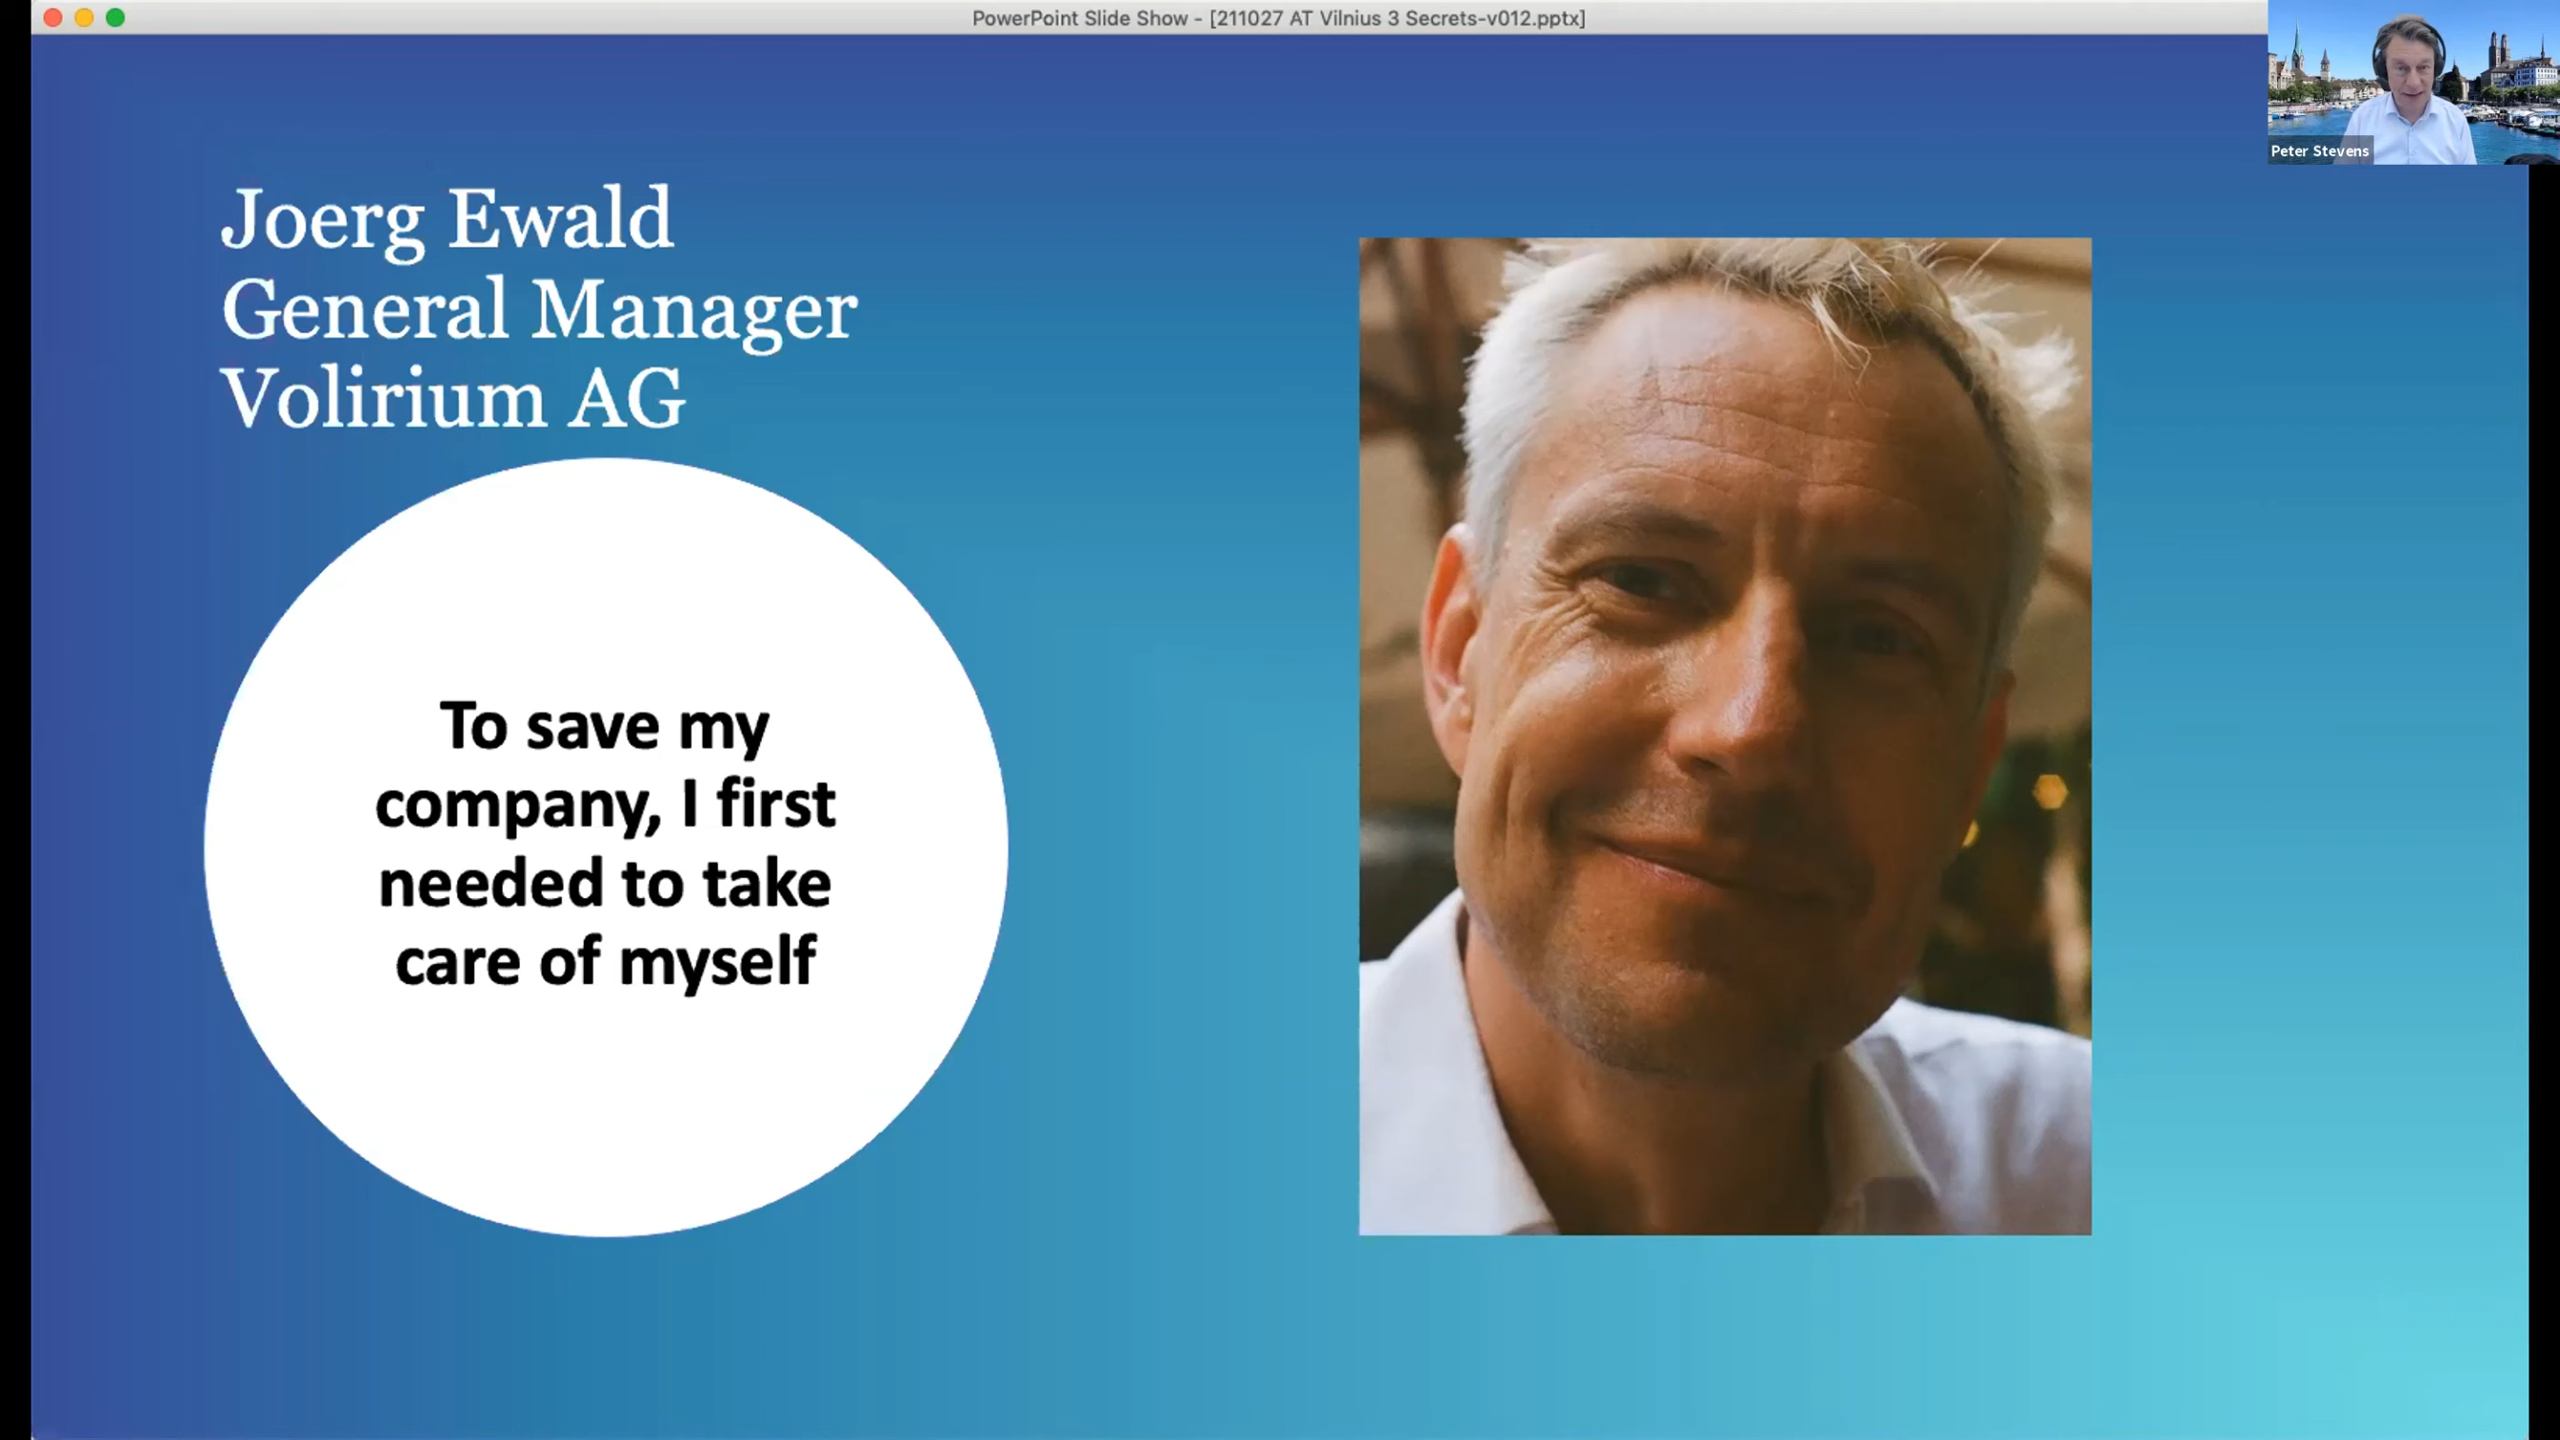 PowerPoint Slide Show - [211027 AT Vilnius 3 Secrets-v012.pptx]
Peter Stevens
Joerg Ewald
General Manager
Volirium AG
To save my
company, I first
needed to take
care of myself